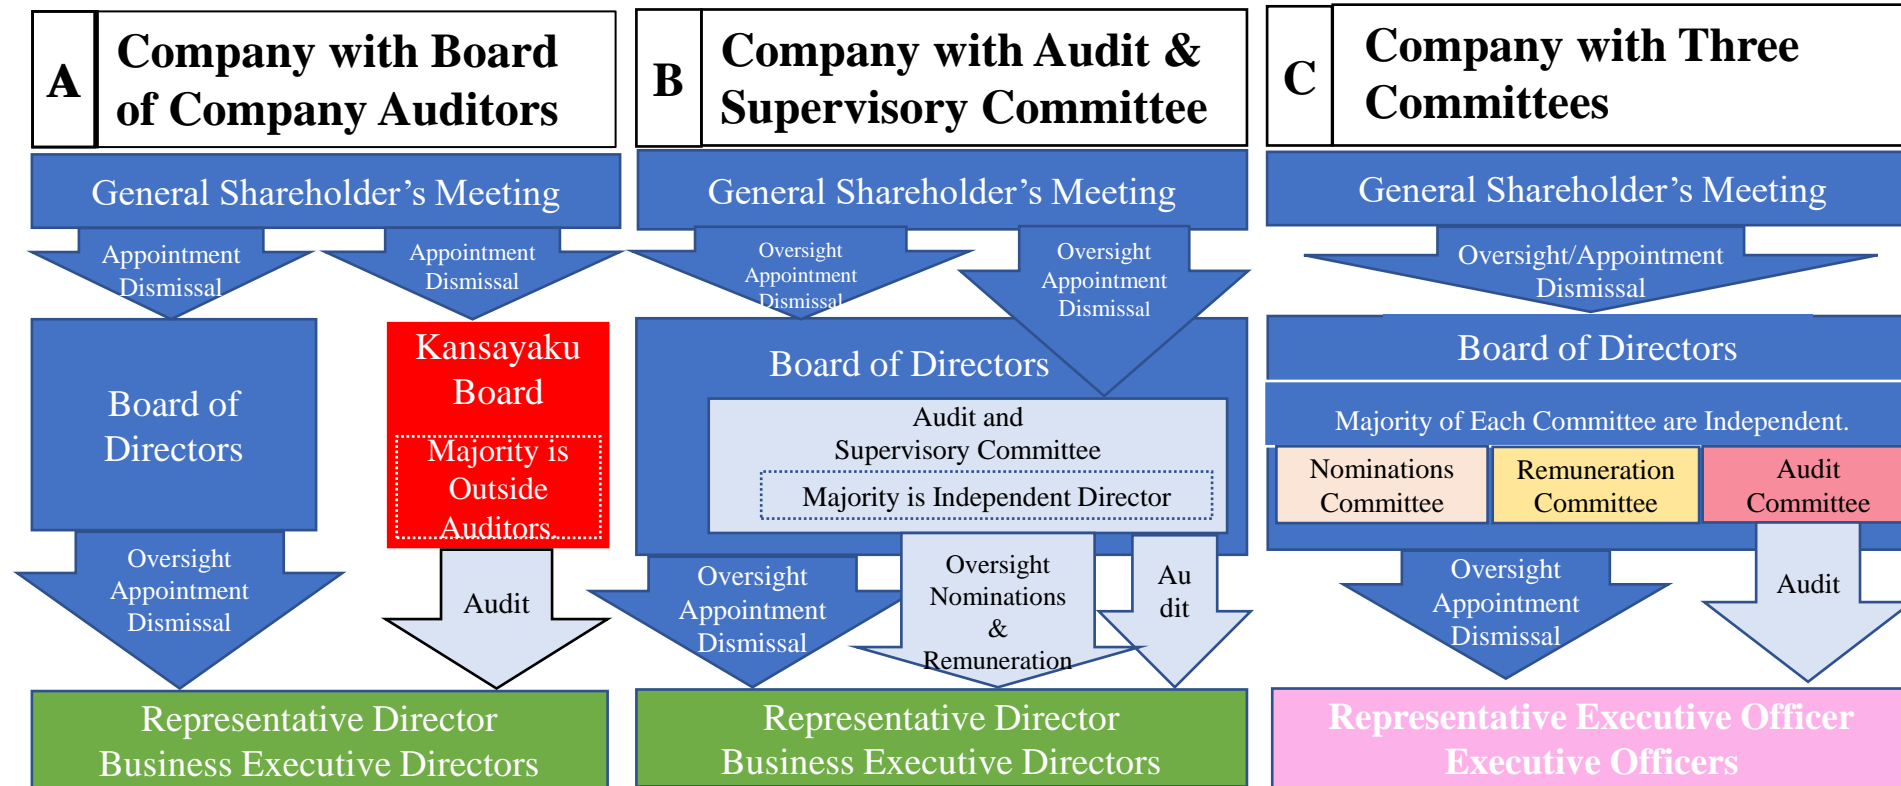 A
Company with Board
of Company Auditors
General Shareholder’s Meeting
Appointment
Dismissal
Appointment
Dismissal
Board of
Directors
Kansayaku
Board
Majority is
Outside
Auditors.
Oversight
Appointment
Dismissal
Audit
Representative Director
Business Executive Directors
B
Company with Audit &
Supervisory Committee
General Shareholder’s Meeting
Oversight
Appointment
Dismissal
Oversight
Appointment
Dismissal
Board of Directors
Audit and
Supervisory Committee
Majority is Independent Director
Oversight
Appointment
Dismissal
Oversight
Nominations
&
Remuneration
Au
dit
Representative Director
Business Executive Directors
C
Company with Three
Committees
General Shareholder’s Meeting
Oversight/Appointment
Dismissal
Board of Directors
Majority of Each Committee are Independent.
Nominations
Committee
Remuneration
Committee
Audit
Committee
Oversight
Appointment
Dismissal
Audit
Representative Executive Officer
Executive Officers